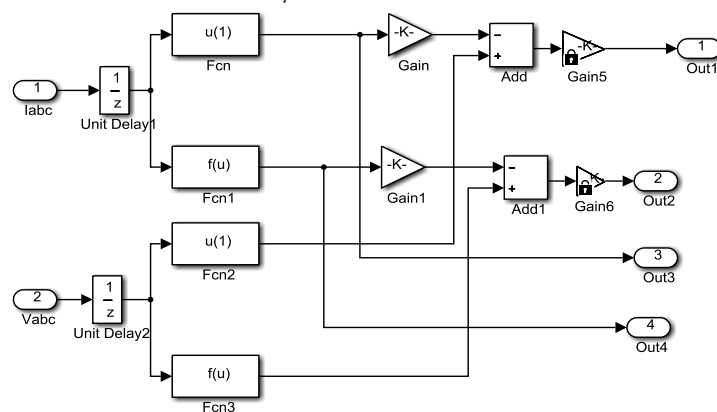 u(1)
Fcn
-K-
Gain
−
+
Add
-K-
Gain5
1
Out1
1
Iabc
1
z
Unit Delay1
f(u)
Fcn1
-K-
Gain1
−
+
Add1
Gain6
2
Out2
u(1)
Fcn2
3
Out3
2
Vabc
1
z
Unit Delay2
4
Out4
f(u)
Fcn3